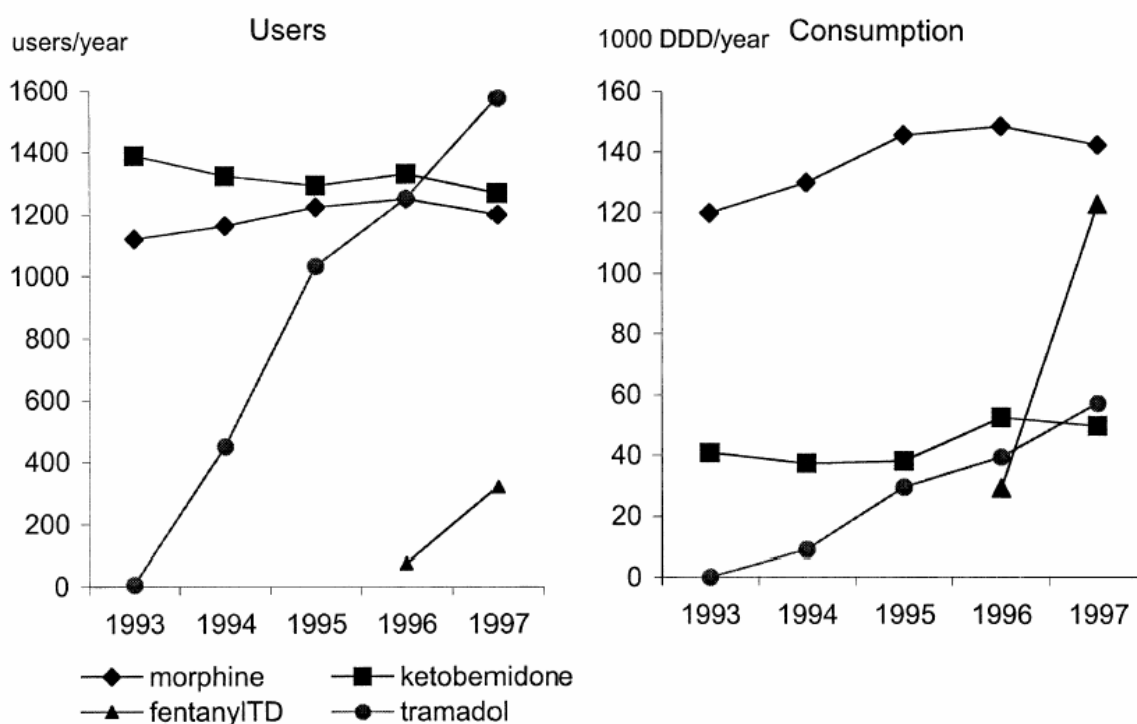 Users
users/year
1600
1400
1200
1000
800
600
400
200
0
1993 1994 1995 1996 1997
Consumption
1000 DDD/year
160
140
120
100
80
60
40
20
0
1993 1994 1995 1996 1997
morphine ketobemidone
fentanylTD tramadol